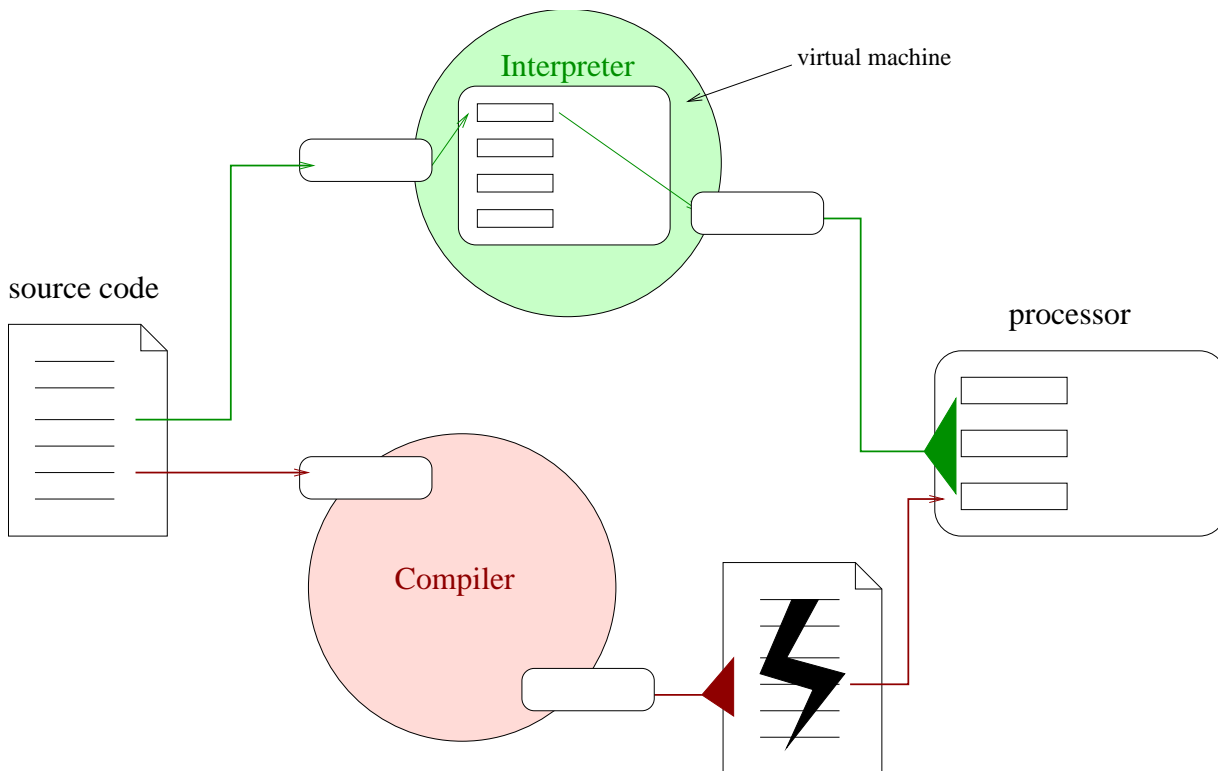 Interpreter
virtual machine
source code
processor
Compiler